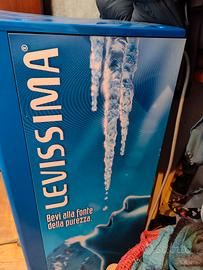 LEVISSIMA®
Bevi alla fonte
della purezza.